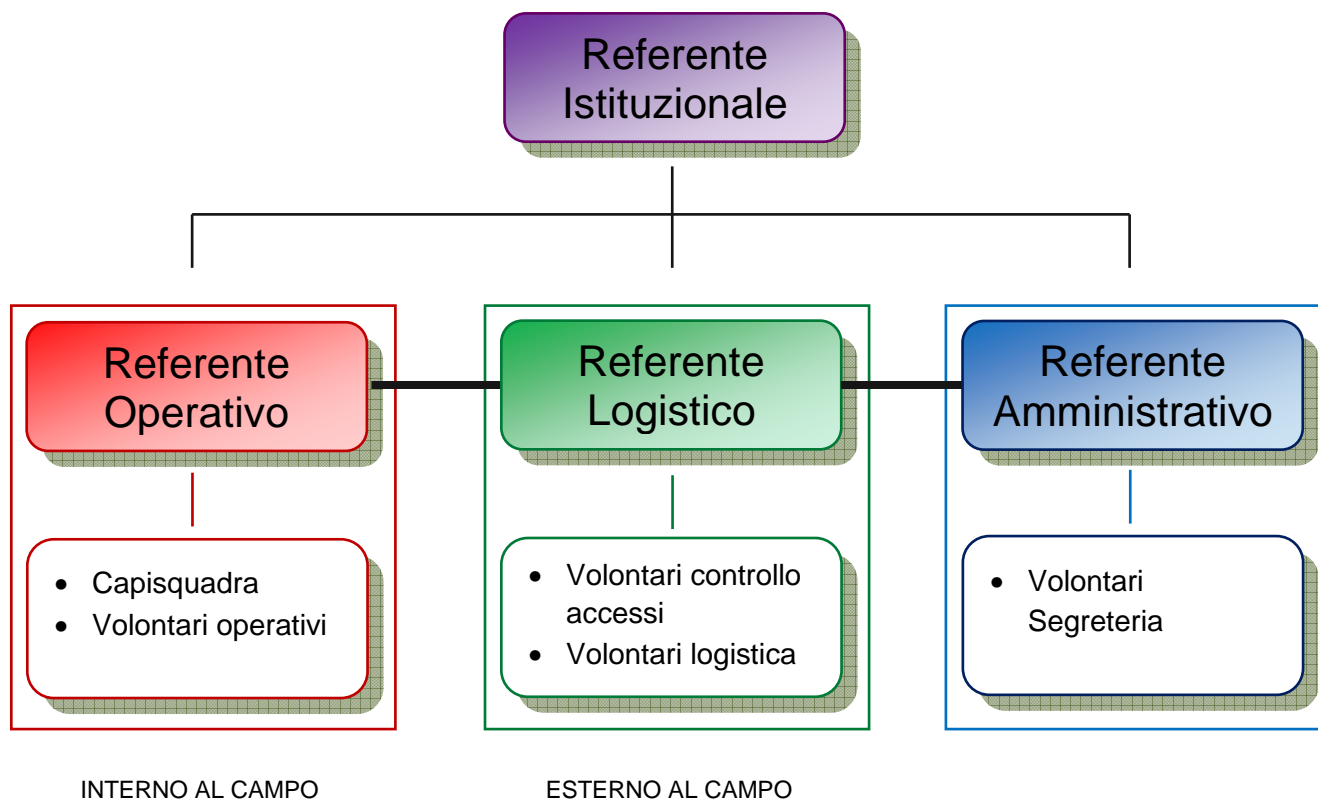 Referente
Istituzionale
Referente
Operativo
Referente
Logistico
Referente
Amministrativo
• Capisquadra
• Volontari operativi
• Volontari controllo
accessi
• Volontari logistica
• Volontari
Segreteria
INTERNO AL CAMPO
ESTERNO AL CAMPO